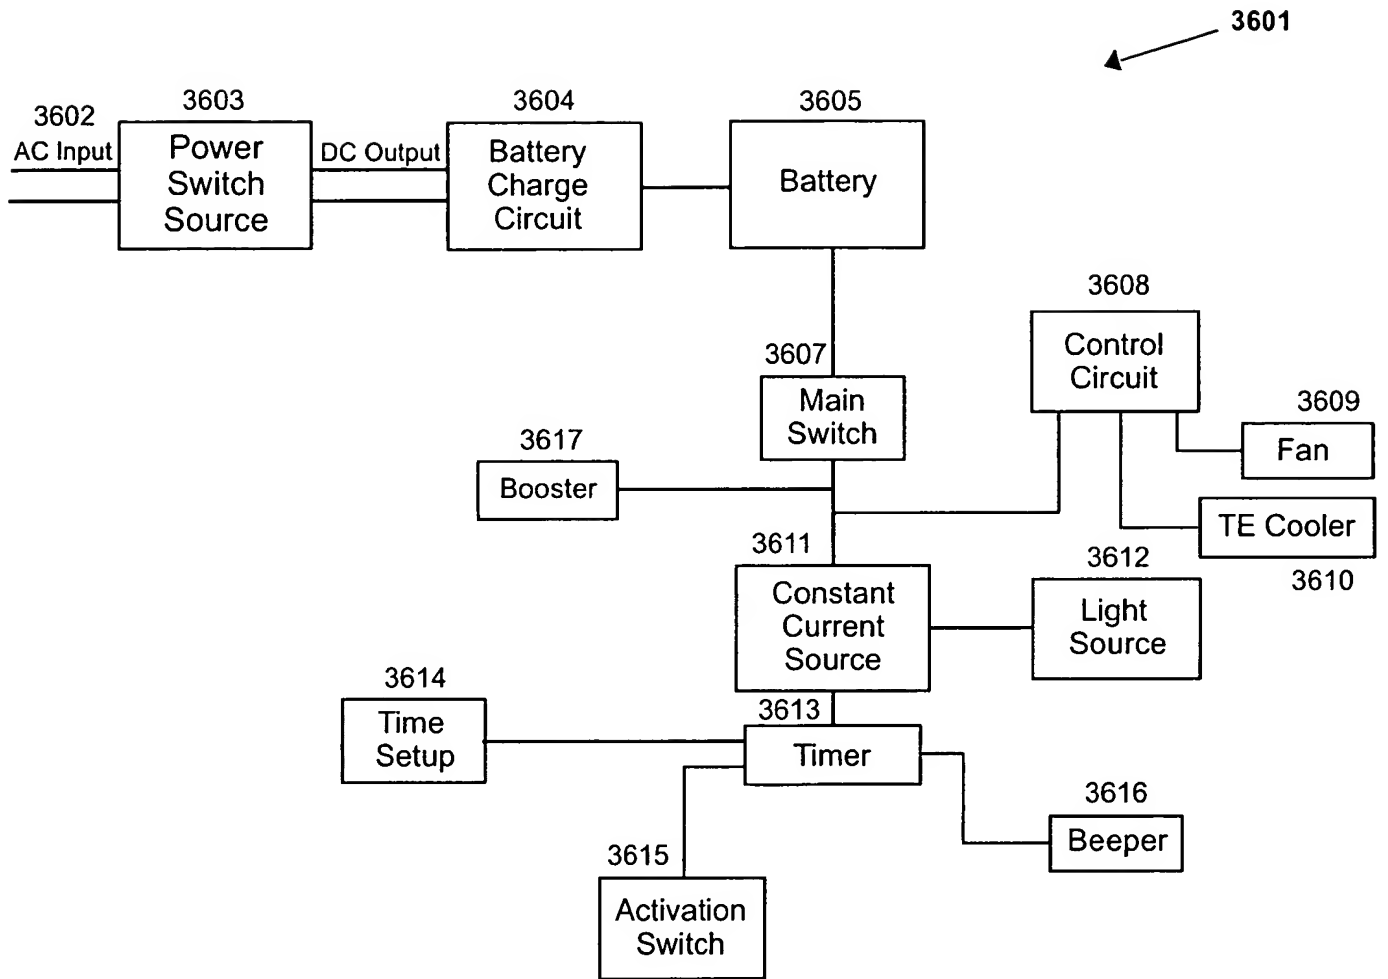 3601
3602
AC Input
3603
Power
Switch
Source
DC Output
3604
Battery
Charge
Circuit
3605
Battery
3607
Main
Switch
3608
Control
Circuit
3609
Fan
TE Cooler
3610
3617
Booster
3611
Constant
Current
Source
3612
Light
Source
3614
Time
Setup
3613
Timer
3616
Beeper
3615
Activation
Switch